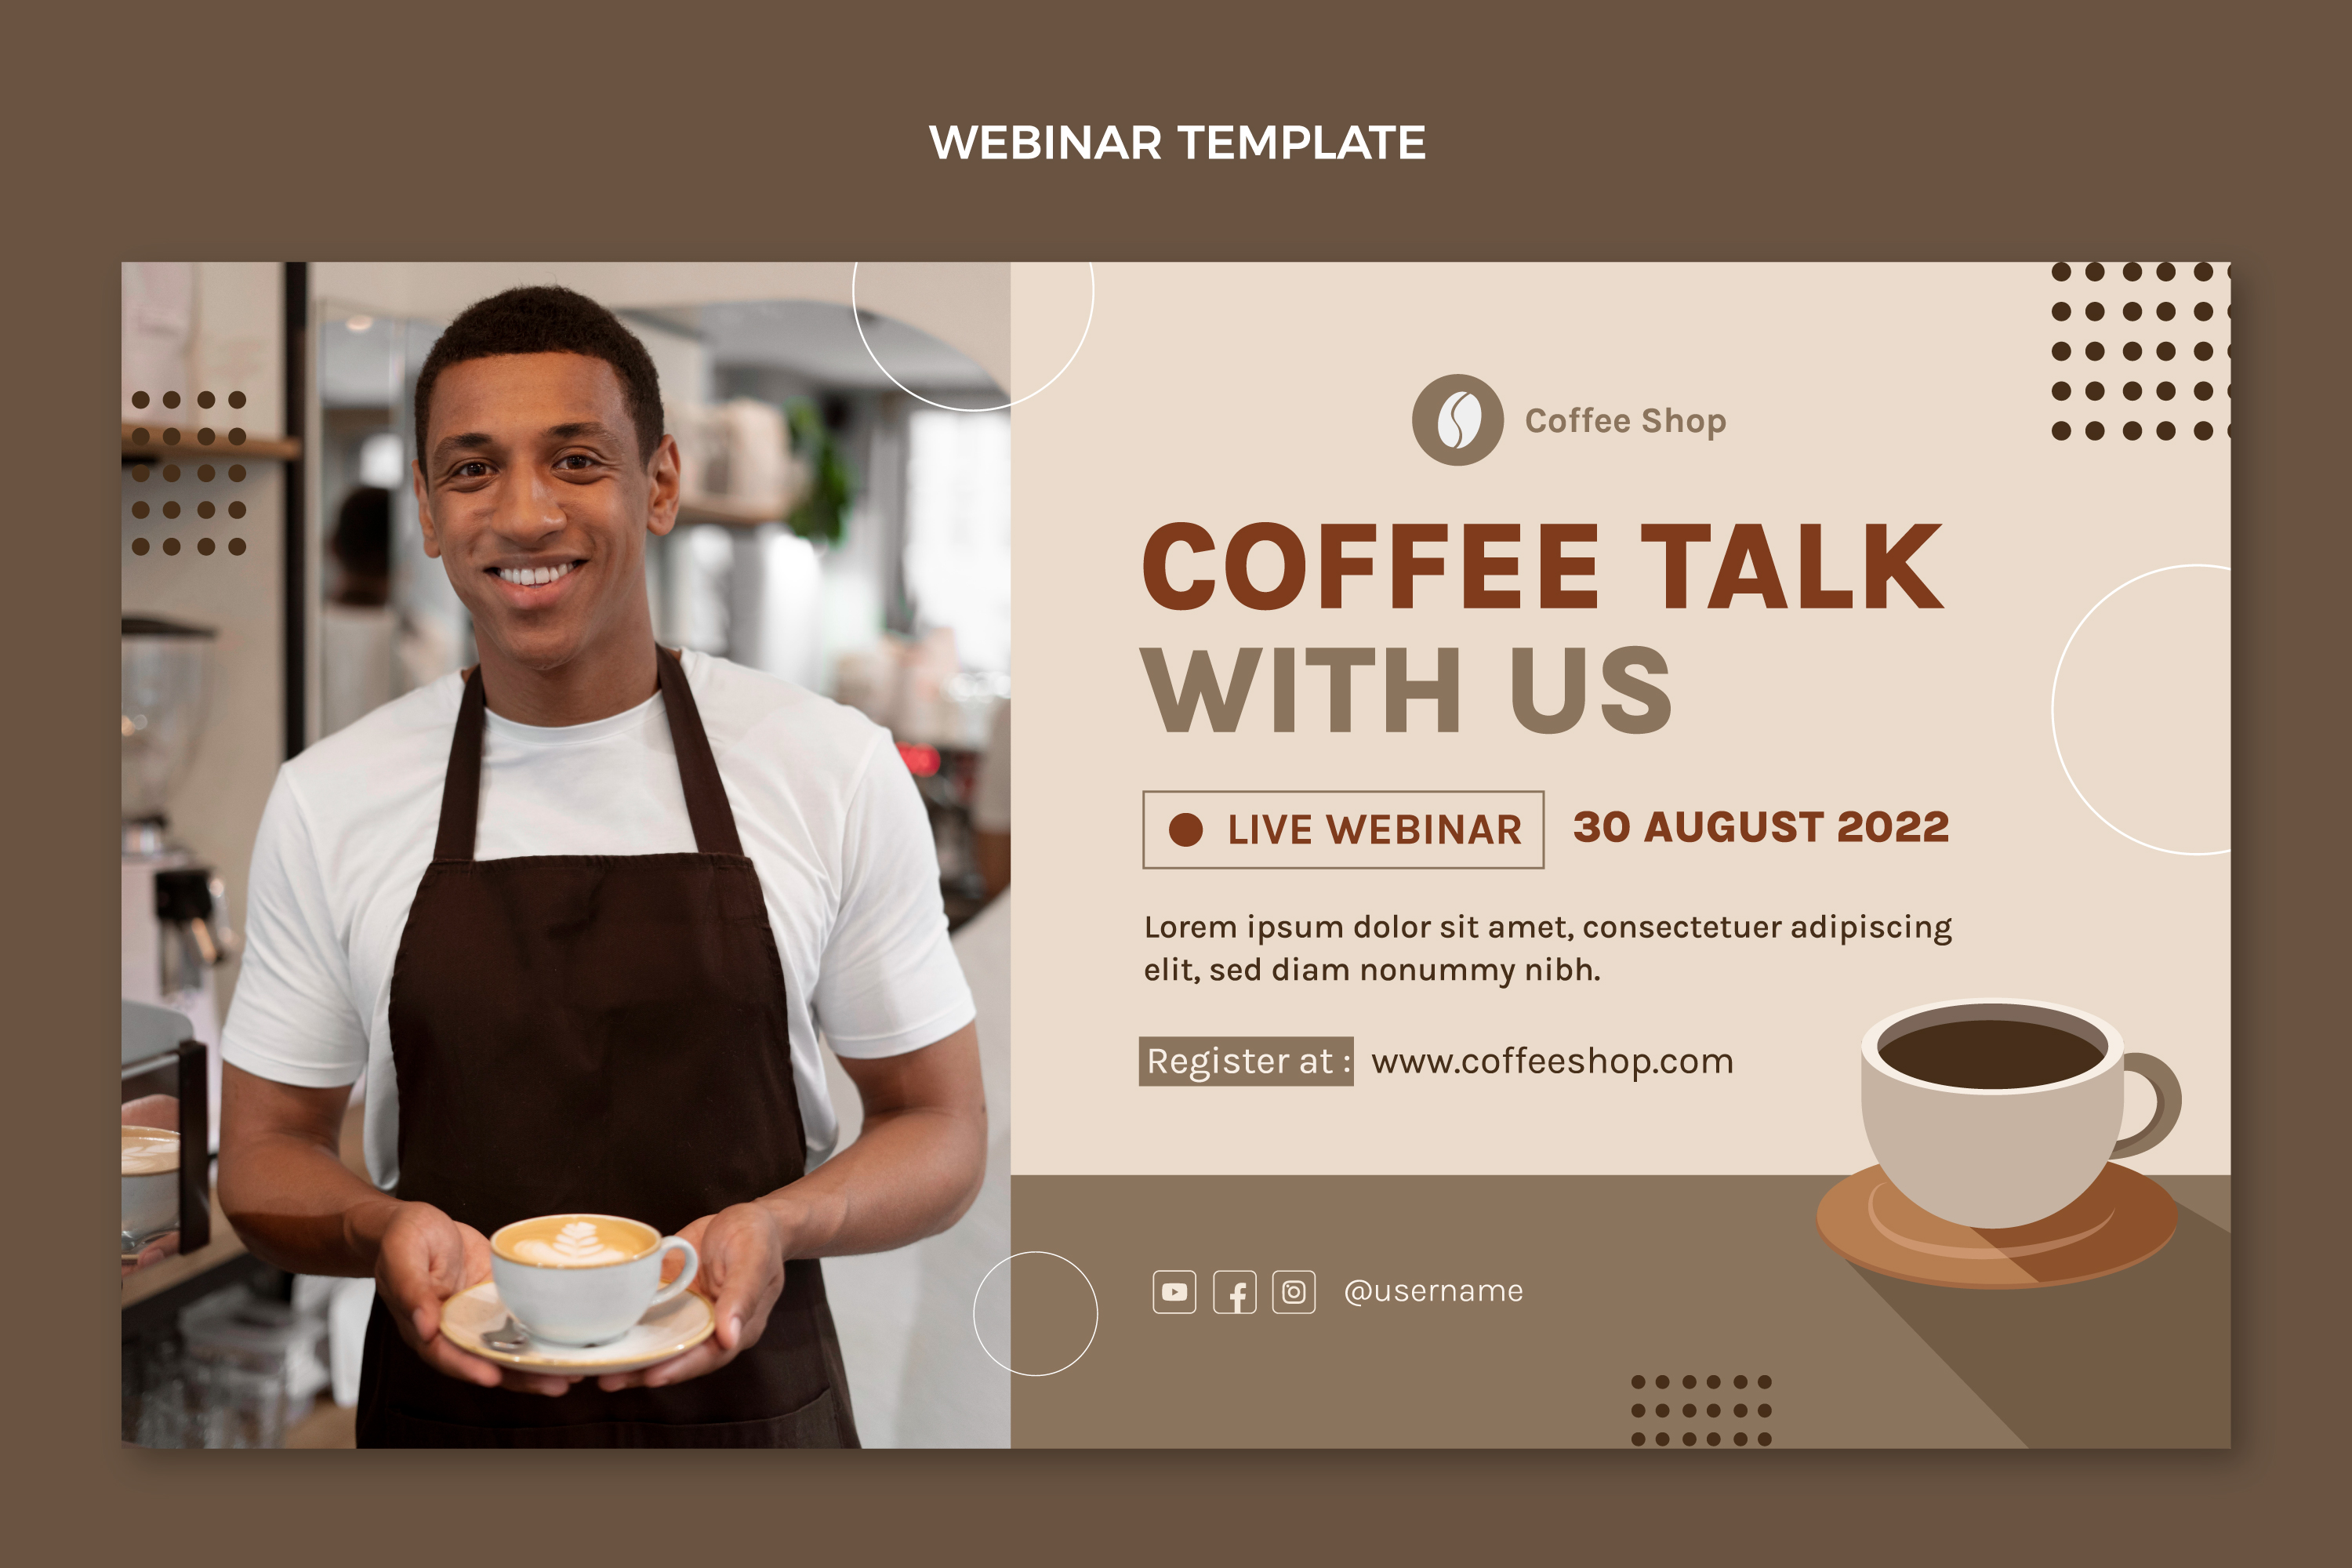 WEBINAR TEMPLATE
Coffee Shop
COFFEE TALK
WITH US
LIVE WEBINAR
30 AUGUST 2022
Lorem ipsum dolor sit amet, consectetuer adipiscing
elit, sed diam nonummy nibh.
Register at : www.coffeeshop.com
@username